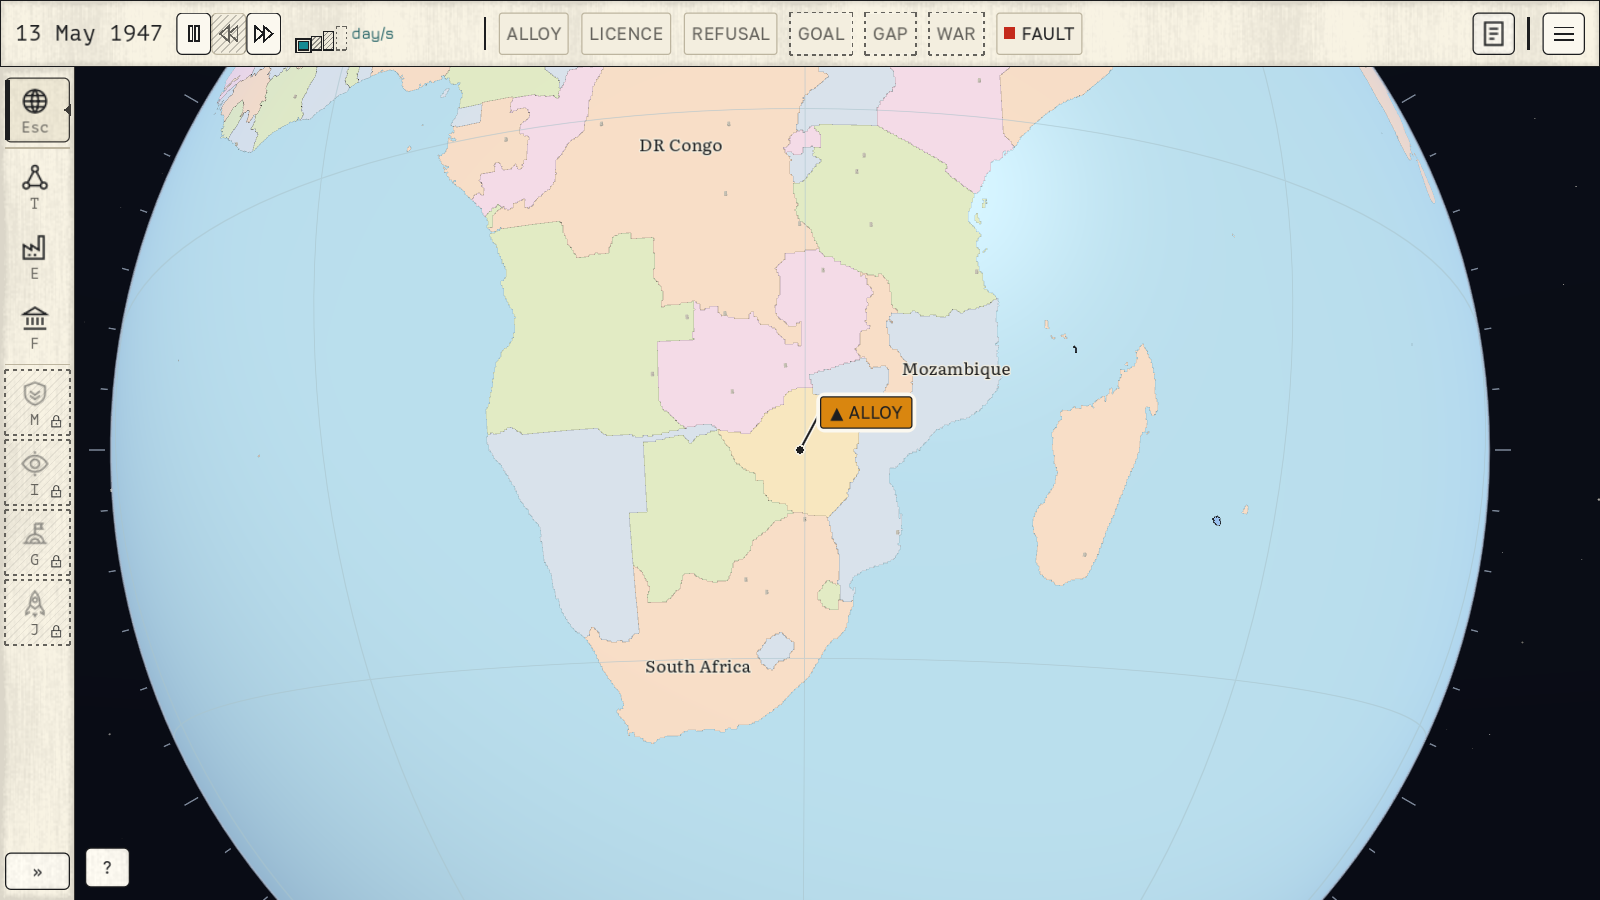 13 May 1947
day/s
ALLOY
LICENCE
REFUSAL
GOAL
GAP
WAR
FAULT
Esc
T
E
F
M
I
G
J
»
?
DR Congo
Mozambique
▲ ALLOY
South Africa